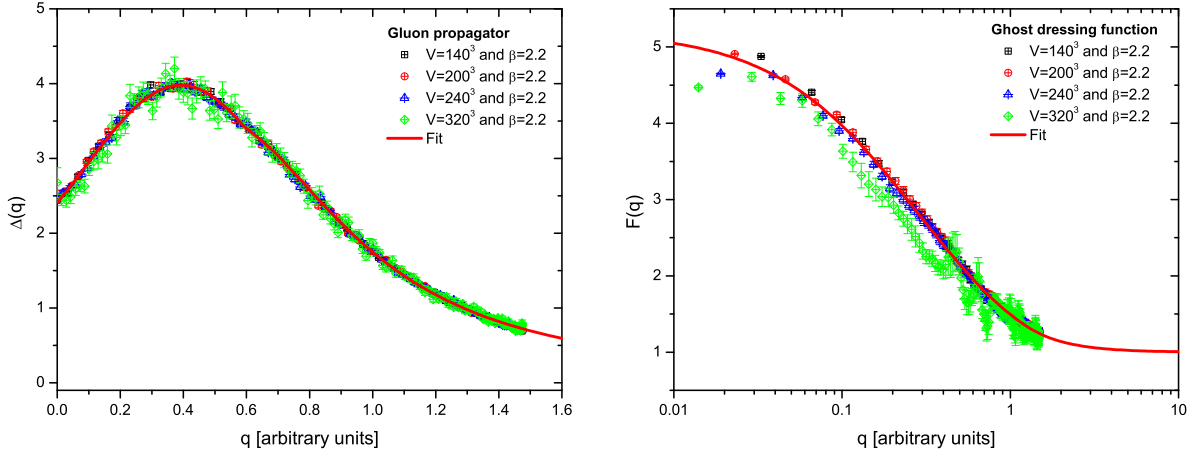 Gluon propagator
V=140³ and β=2.2
V=200³ and β=2.2
V=240³ and β=2.2
V=320³ and β=2.2
Fit
5
4
3
2
1
0
Δ(q)
0.0 0.2 0.4 0.6 0.8 1.0 1.2 1.4 1.6
q [arbitrary units]
Ghost dressing function
V=140³ and β=2.2
V=200³ and β=2.2
V=240³ and β=2.2
V=320³ and β=2.2
Fit
5
4
3
2
1
F(q)
0.01 0.1 1 10
q [arbitrary units]